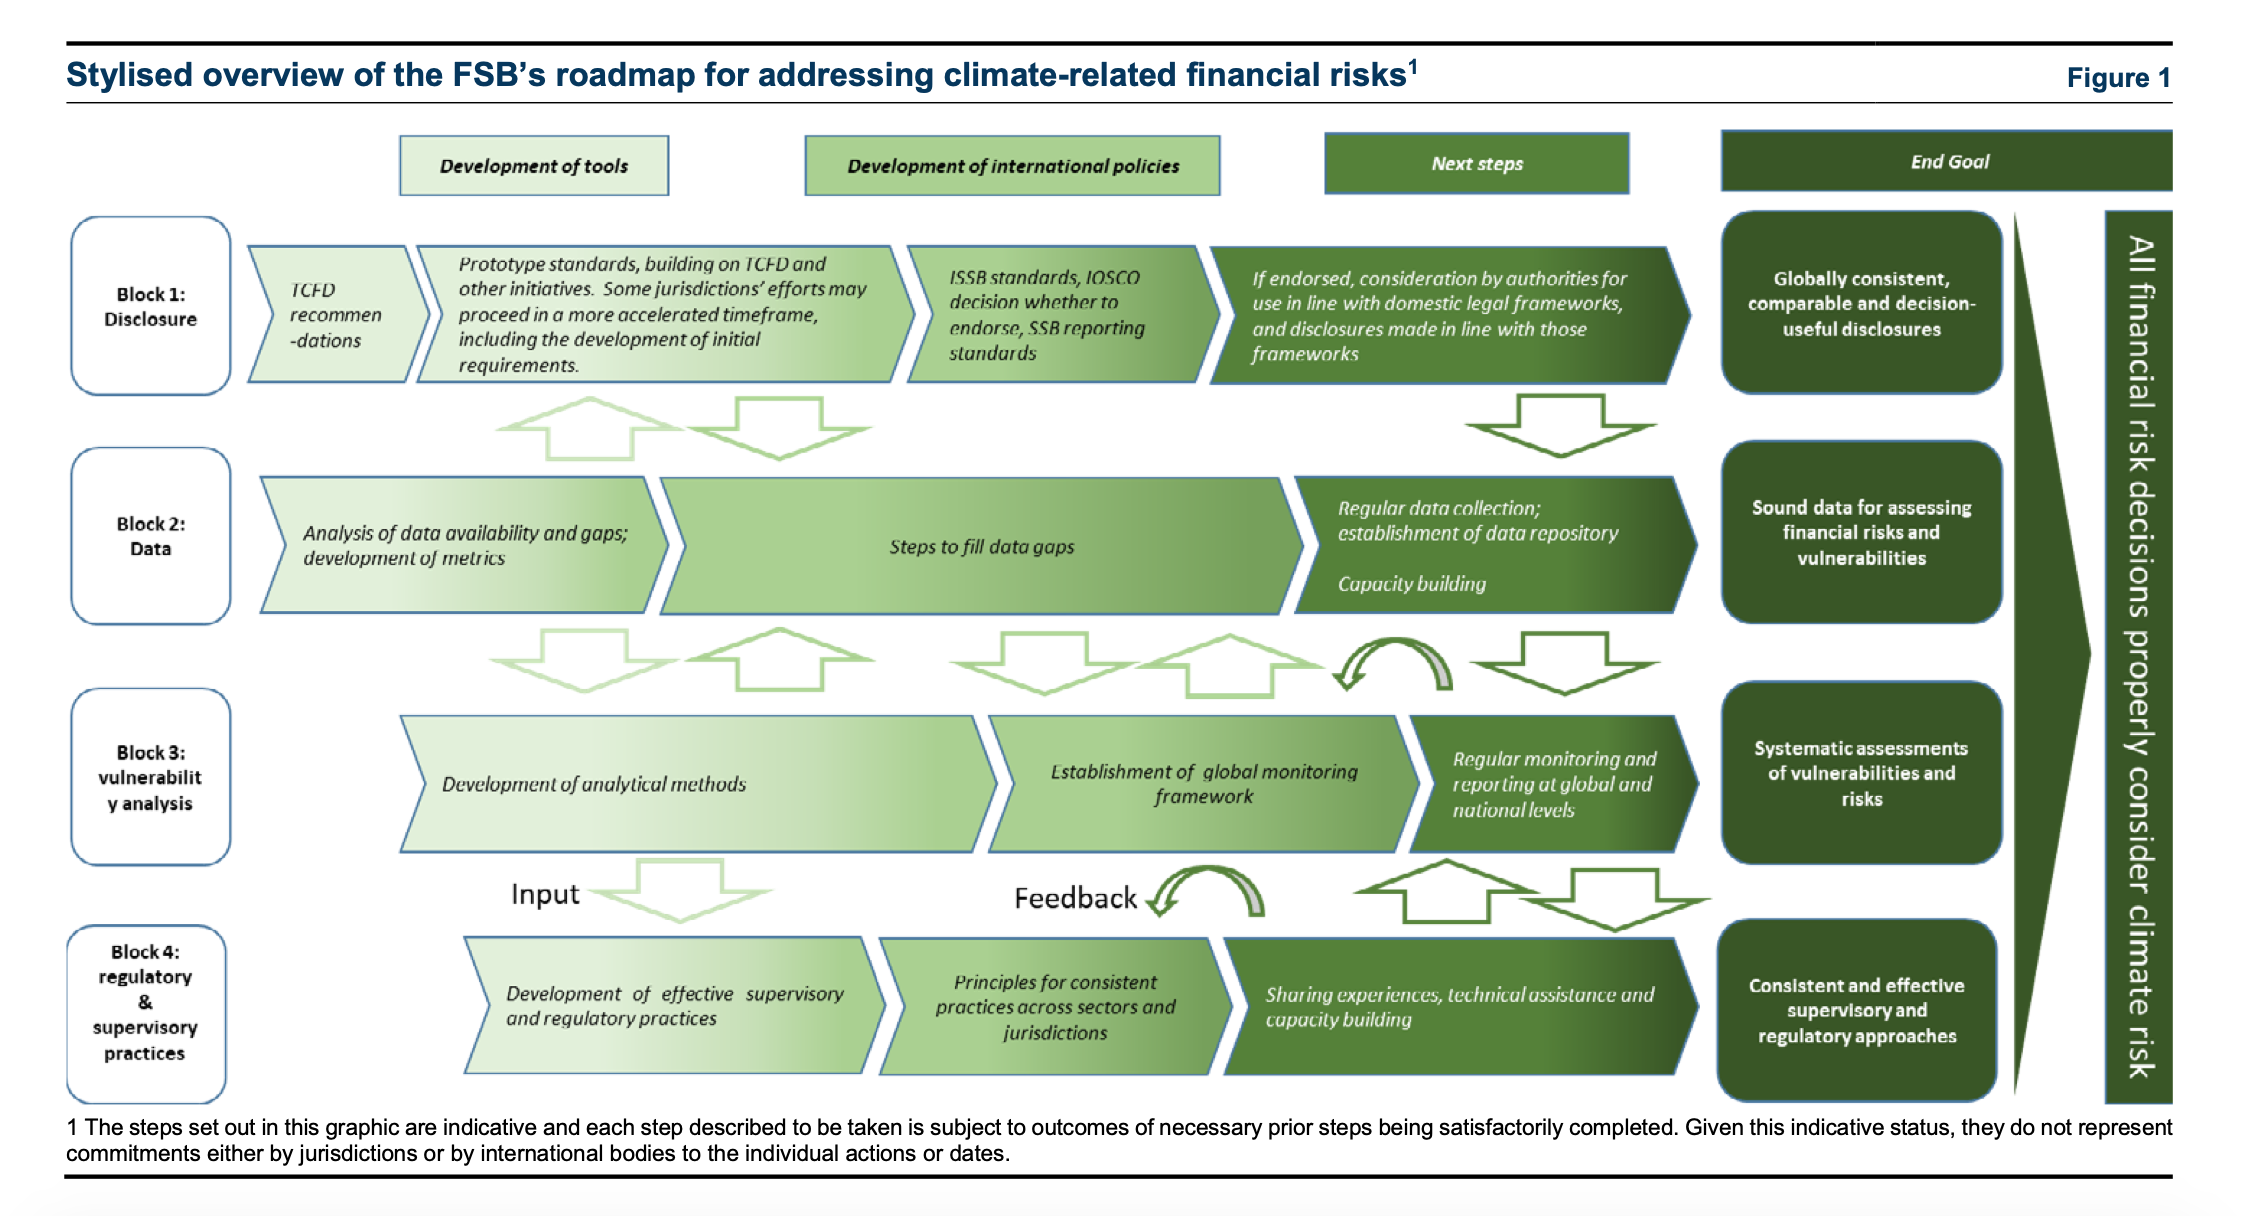 Stylised overview of the FSB's roadmap for addressing climate-related financial risks1
Figure 1
Development of tools
Development of international policies
Next steps
End Goal
Block 1:
Disclosure
TCFD
recommen
-dations
Prototype standards, building on TCFD and
other initiatives. Some jurisdictions' efforts may
proceed in a more accelerated timeframe,
including the development of initial
requirements.
ISSB standards, IOSCO
decision whether to
endorse, SSB reporting
standards
If endorsed, consideration by authorities for
use in line with domestic legal frameworks,
and disclosures made in line with those
frameworks
Globally consistent,
comparable and decision-
useful disclosures
Block 2:
Data
Analysis of data availability and gaps;
development of metrics
Steps to fill data gaps
Regular data collection;
establishment of data repository
Capacity building
Sound data for assessing
financial risks and
vulnerabilities
Block 3:
vulnerabilit
y analysis
Development of analytical methods
Establishment of global monitoring
framework
Regular monitoring and
reporting at global and
national levels
Systematic assessments
of vulnerabilities and
risks
Input
Feedback
Block 4:
regulatory
&
supervisory
practices
Development of effective supervisory
and regulatory practices
Principles for consistent
practices across sectors and
jurisdictions
Sharing experiences, technical assistance and
capacity building
Consistent and effective
supervisory and
regulatory approaches
All financial risk decisions properly consider climate risk
1 The steps set out in this graphic are indicative and each step described to be taken is subject to outcomes of necessary prior steps being satisfactorily completed. Given this indicative status, they do not represent
commitments either by jurisdictions or by international bodies to the individual actions or dates.